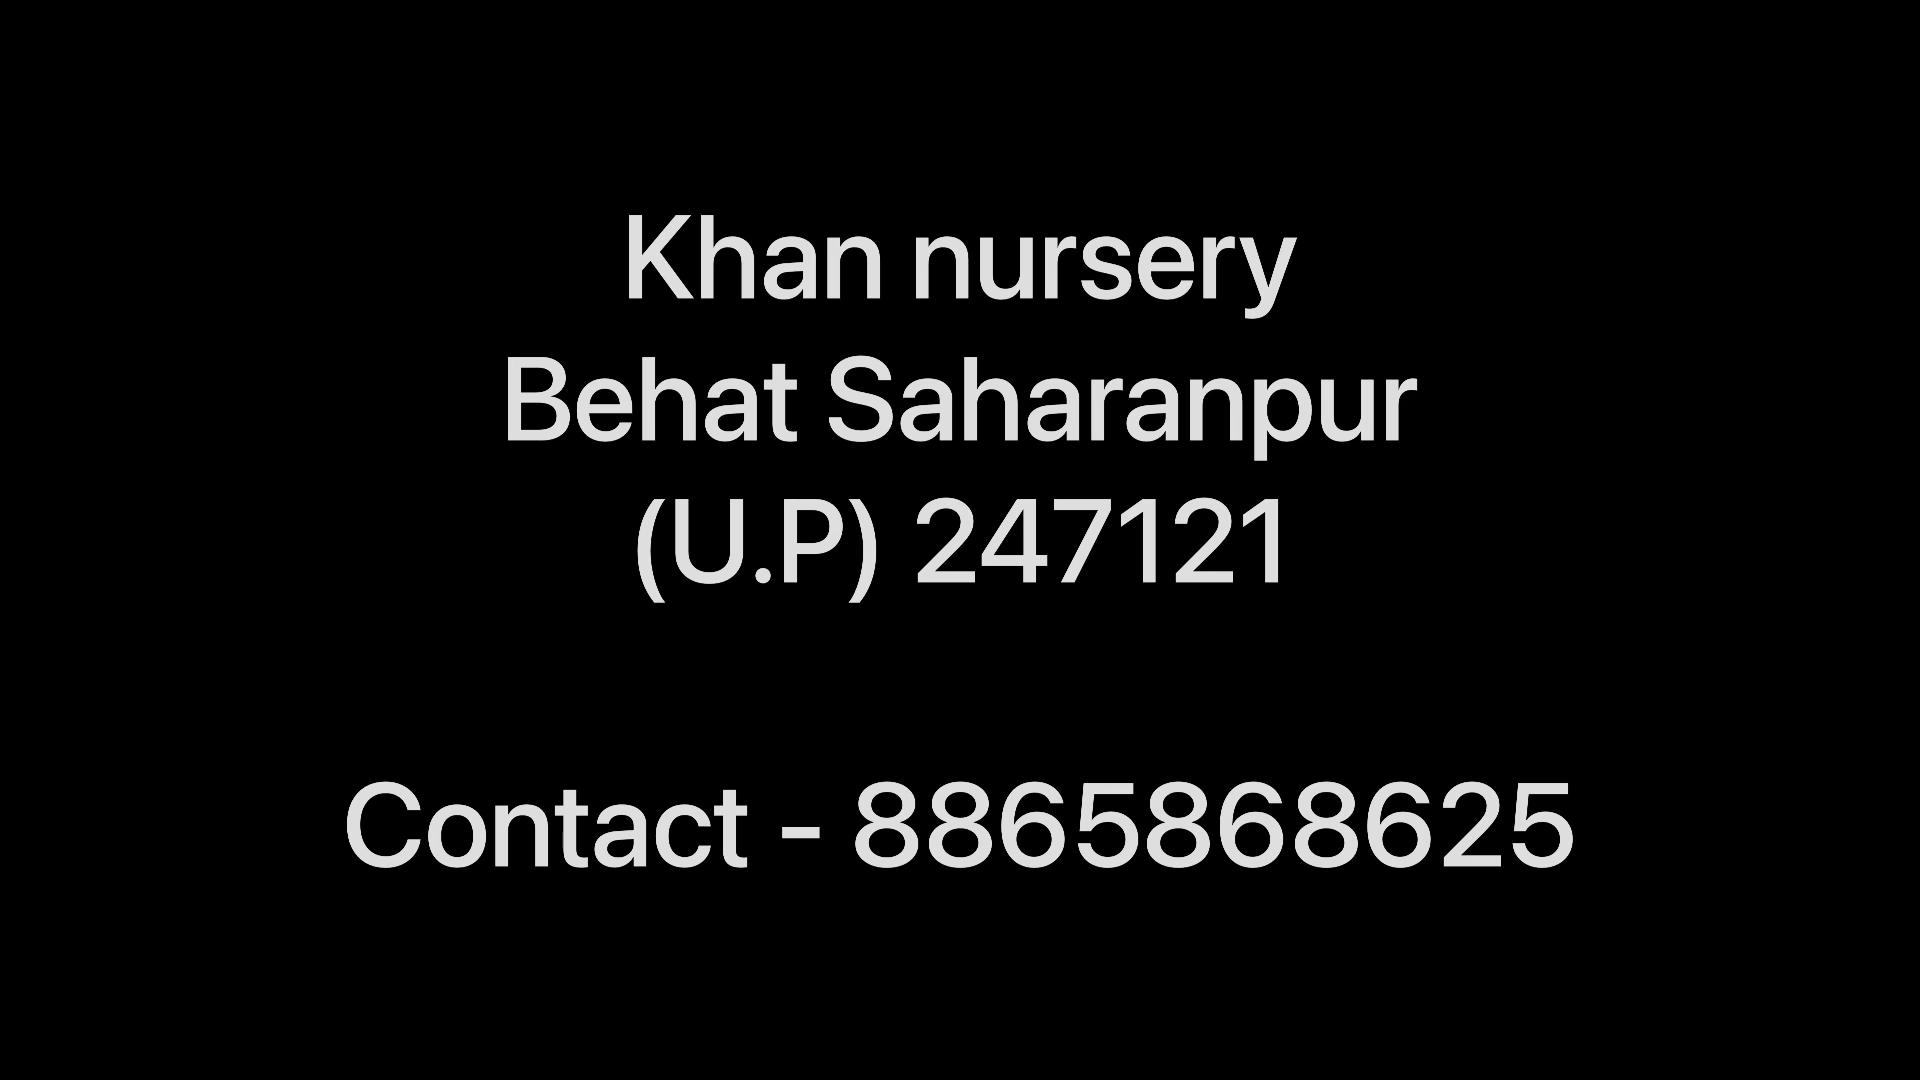 Khan nursery
Behat Saharanpur
(U.P) 247121
Contact - 8865868625